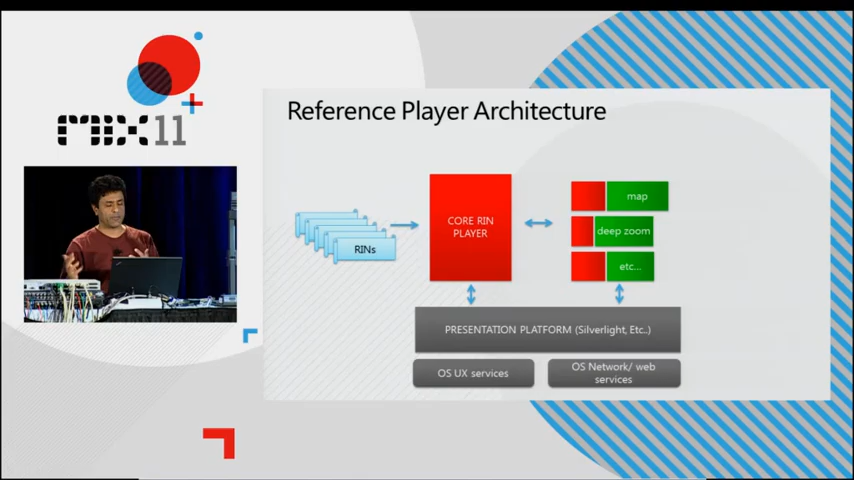 MIX11
Reference Player Architecture
RINs
CORE RIN
PLAYER
map
deep zoom
etc...
PRESENTATION PLATFORM (Silverlight, Etc..)
OS UX services
OS Network/ web
services